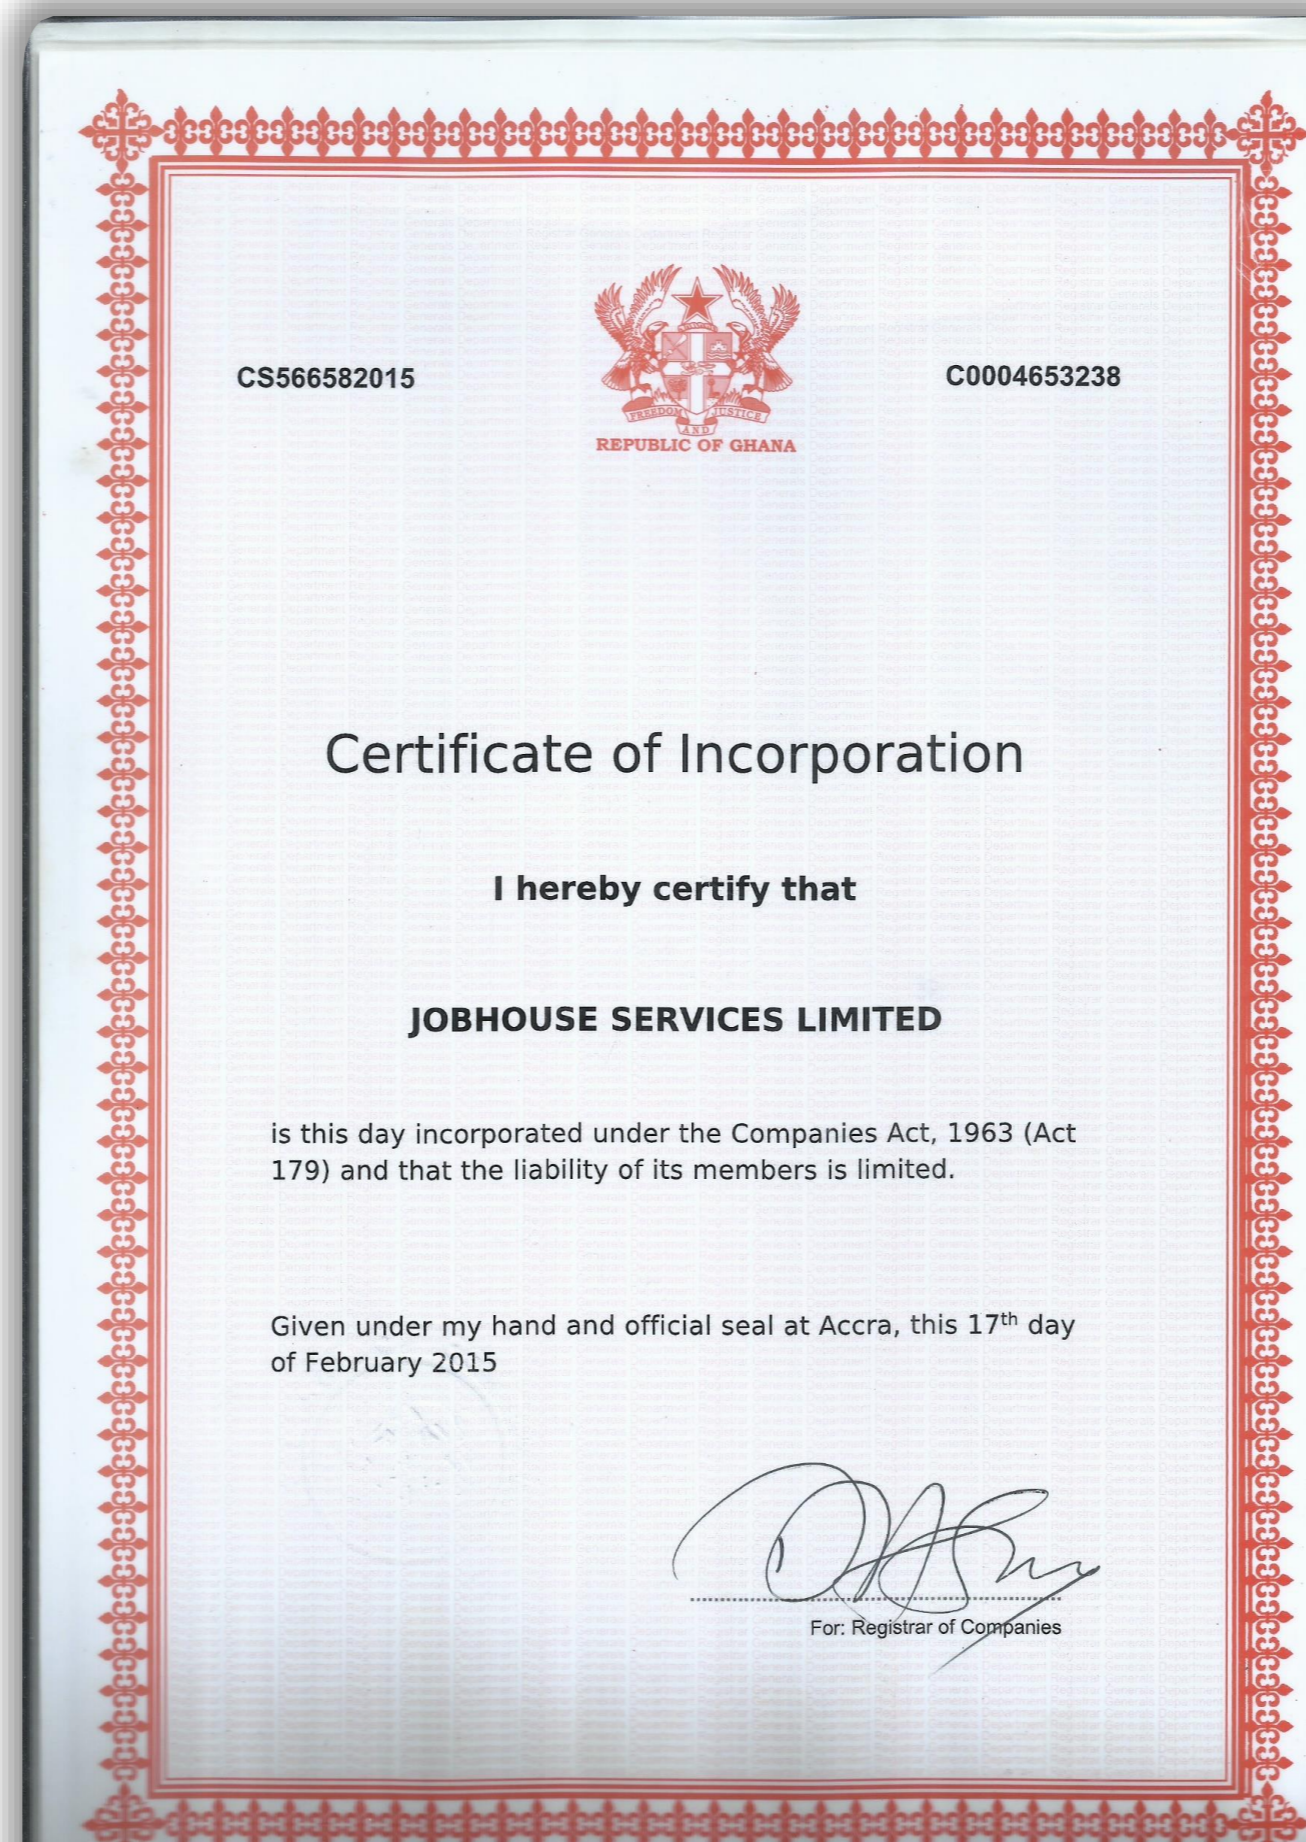 CS566582015
C0004653238
FREEDOM AND JUSTICE
REPUBLIC OF GHANA
Certificate of Incorporation
I hereby certify that
JOBHOUSE SERVICES LIMITED
is this day incorporated under the Companies Act, 1963 (Act
179) and that the liability of its members is limited.
Given under my hand and official seal at Accra, this 17th day
of February 2015
For: Registrar of Companies